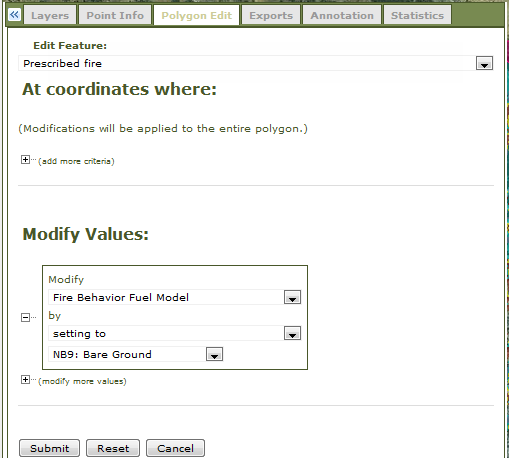 Layers Point Info Polygon Edit Exports Annotation Statistics
Edit Feature:
Prescribed fire
At coordinates where:
(Modifications will be applied to the entire polygon.)
(add more criteria)
Modify Values:
Modify
Fire Behavior Fuel Model
by
setting to
NB9: Bare Ground
(modify more values)
Submit Reset Cancel